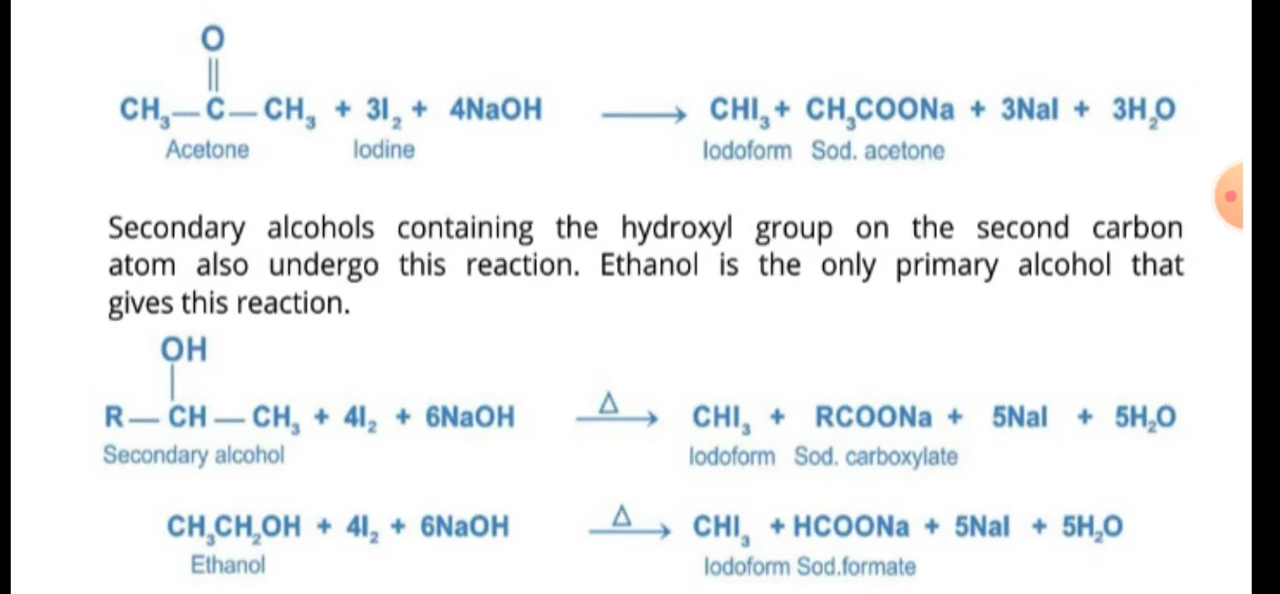 O
||
CH₃—C—CH₃ + 3I₂ + 4NaOH ⟶ CHI₃ + CH₃COONa + 3NaI + 3H₂O
Acetone Iodine Iodoform Sod. acetone
Secondary alcohols containing the hydroxyl group on the second carbon
atom also undergo this reaction. Ethanol is the only primary alcohol that
gives this reaction.
OH
|
R—CH—CH₃ + 4I₂ + 6NaOH Δ⟶ CHI₃ + RCOONa + 5NaI + 5H₂O
Secondary alcohol Iodoform Sod. carboxylate
CH₃CH₂OH + 4I₂ + 6NaOH Δ⟶ CHI₃ + HCOONa + 5NaI + 5H₂O
Ethanol Iodoform Sod.formate